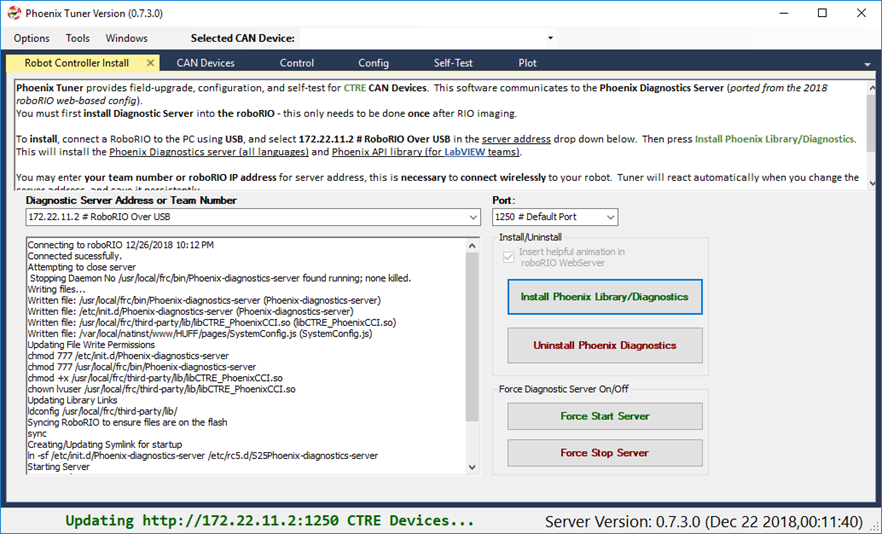 Phoenix Tuner Version (0.7.3.0)
Options Tools Windows Selected CAN Device:
Robot Controller Install CAN Devices Control Config Self-Test Plot
Phoenix Tuner provides field-upgrade, configuration, and self-test for CTRE CAN Devices. This software communicates to the Phoenix Diagnostics Server (ported from the 2018
roboRIO web-based config).
You must first install Diagnostic Server into the roboRIO - this only needs to be done once after RIO imaging.
To install, connect a RoboRIO to the PC using USB, and select 172.22.11.2 # RoboRIO Over USB in the server address drop down below. Then press Install Phoenix Library/Diagnostics.
This will install the Phoenix Diagnostics server (all languages) and Phoenix API library (for LabVIEW teams).
You may enter your team number or roboRIO IP address for server address, this is necessary to connect wirelessly to your robot. Tuner will react automatically when you change the
server address, and save it persistently.
Diagnostic Server Address or Team Number
172.22.11.2 # RoboRIO Over USB
Port:
1250 # Default Port
Connecting to roboRIO 12/26/2018 10:12 PM
Connected sucessfully.
Attempting to close server
Stopping Daemon No /usr/local/frc/bin/Phoenix-diagnostics-server found running; none killed.
Writing files...
Written file: /usr/local/frc/bin/Phoenix-diagnostics-server (Phoenix-diagnostics-server)
Written file: /etc/init.d/Phoenix-diagnostics-server (Phoenix-diagnostics-server)
Written file: /usr/local/frc/third-party/lib/libCTRE_PhoenixCCI.so (libCTRE_PhoenixCCI.so)
Written file: /var/local/natinst/www/HUFF/pages/SystemConfig.js (SystemConfig.js)
Updating File Write Permissions
chmod 777 /etc/init.d/Phoenix-diagnostics-server
chmod 777 /usr/local/frc/bin/Phoenix-diagnostics-server
chmod +x /usr/local/frc/third-party/lib/libCTRE_PhoenixCCI.so
chown lvuser /usr/local/frc/third-party/lib/libCTRE_PhoenixCCI.so
Updating Library Links
ldconfig /usr/local/frc/third-party/lib/
Syncing RoboRIO to ensure files are on the flash
sync
Creating/Updating Symlink for startup
ln -sf /etc/init.d/Phoenix-diagnostics-server /etc/rc5.d/S25Phoenix-diagnostics-server
Starting Server
Install/Uninstall
Insert helpful animation in
roboRIO WebServer
Install Phoenix Library/Diagnostics
Uninstall Phoenix Diagnostics
Force Diagnostic Server On/Off
Force Start Server
Force Stop Server
Updating http://172.22.11.2:1250 CTRE Devices...
Server Version: 0.7.3.0 (Dec 22 2018,00:11:40)